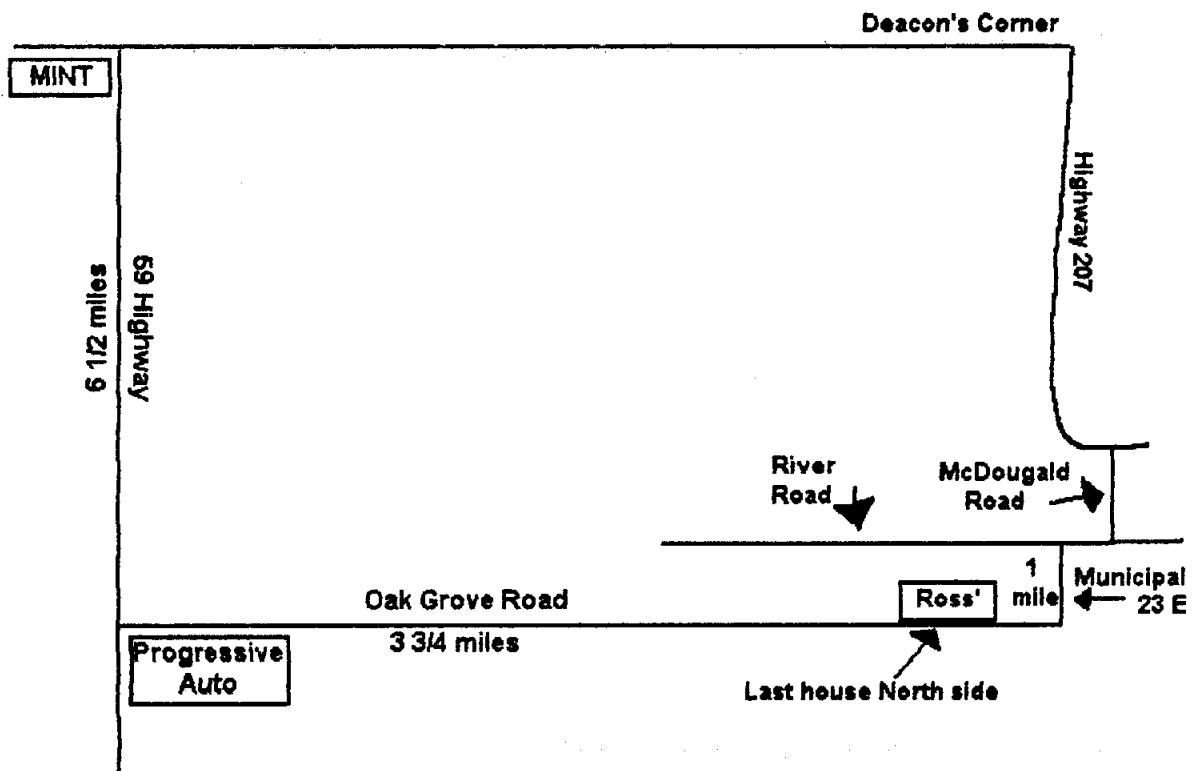 Deacon's Corner
MINT
Highway 207
6 1/2 miles
59 Highway
River
Road
McDougald
Road
1
mile
Municipal
23 E
Ross'
Oak Grove Road
3 3/4 miles
Progressive
Auto
Last house North side